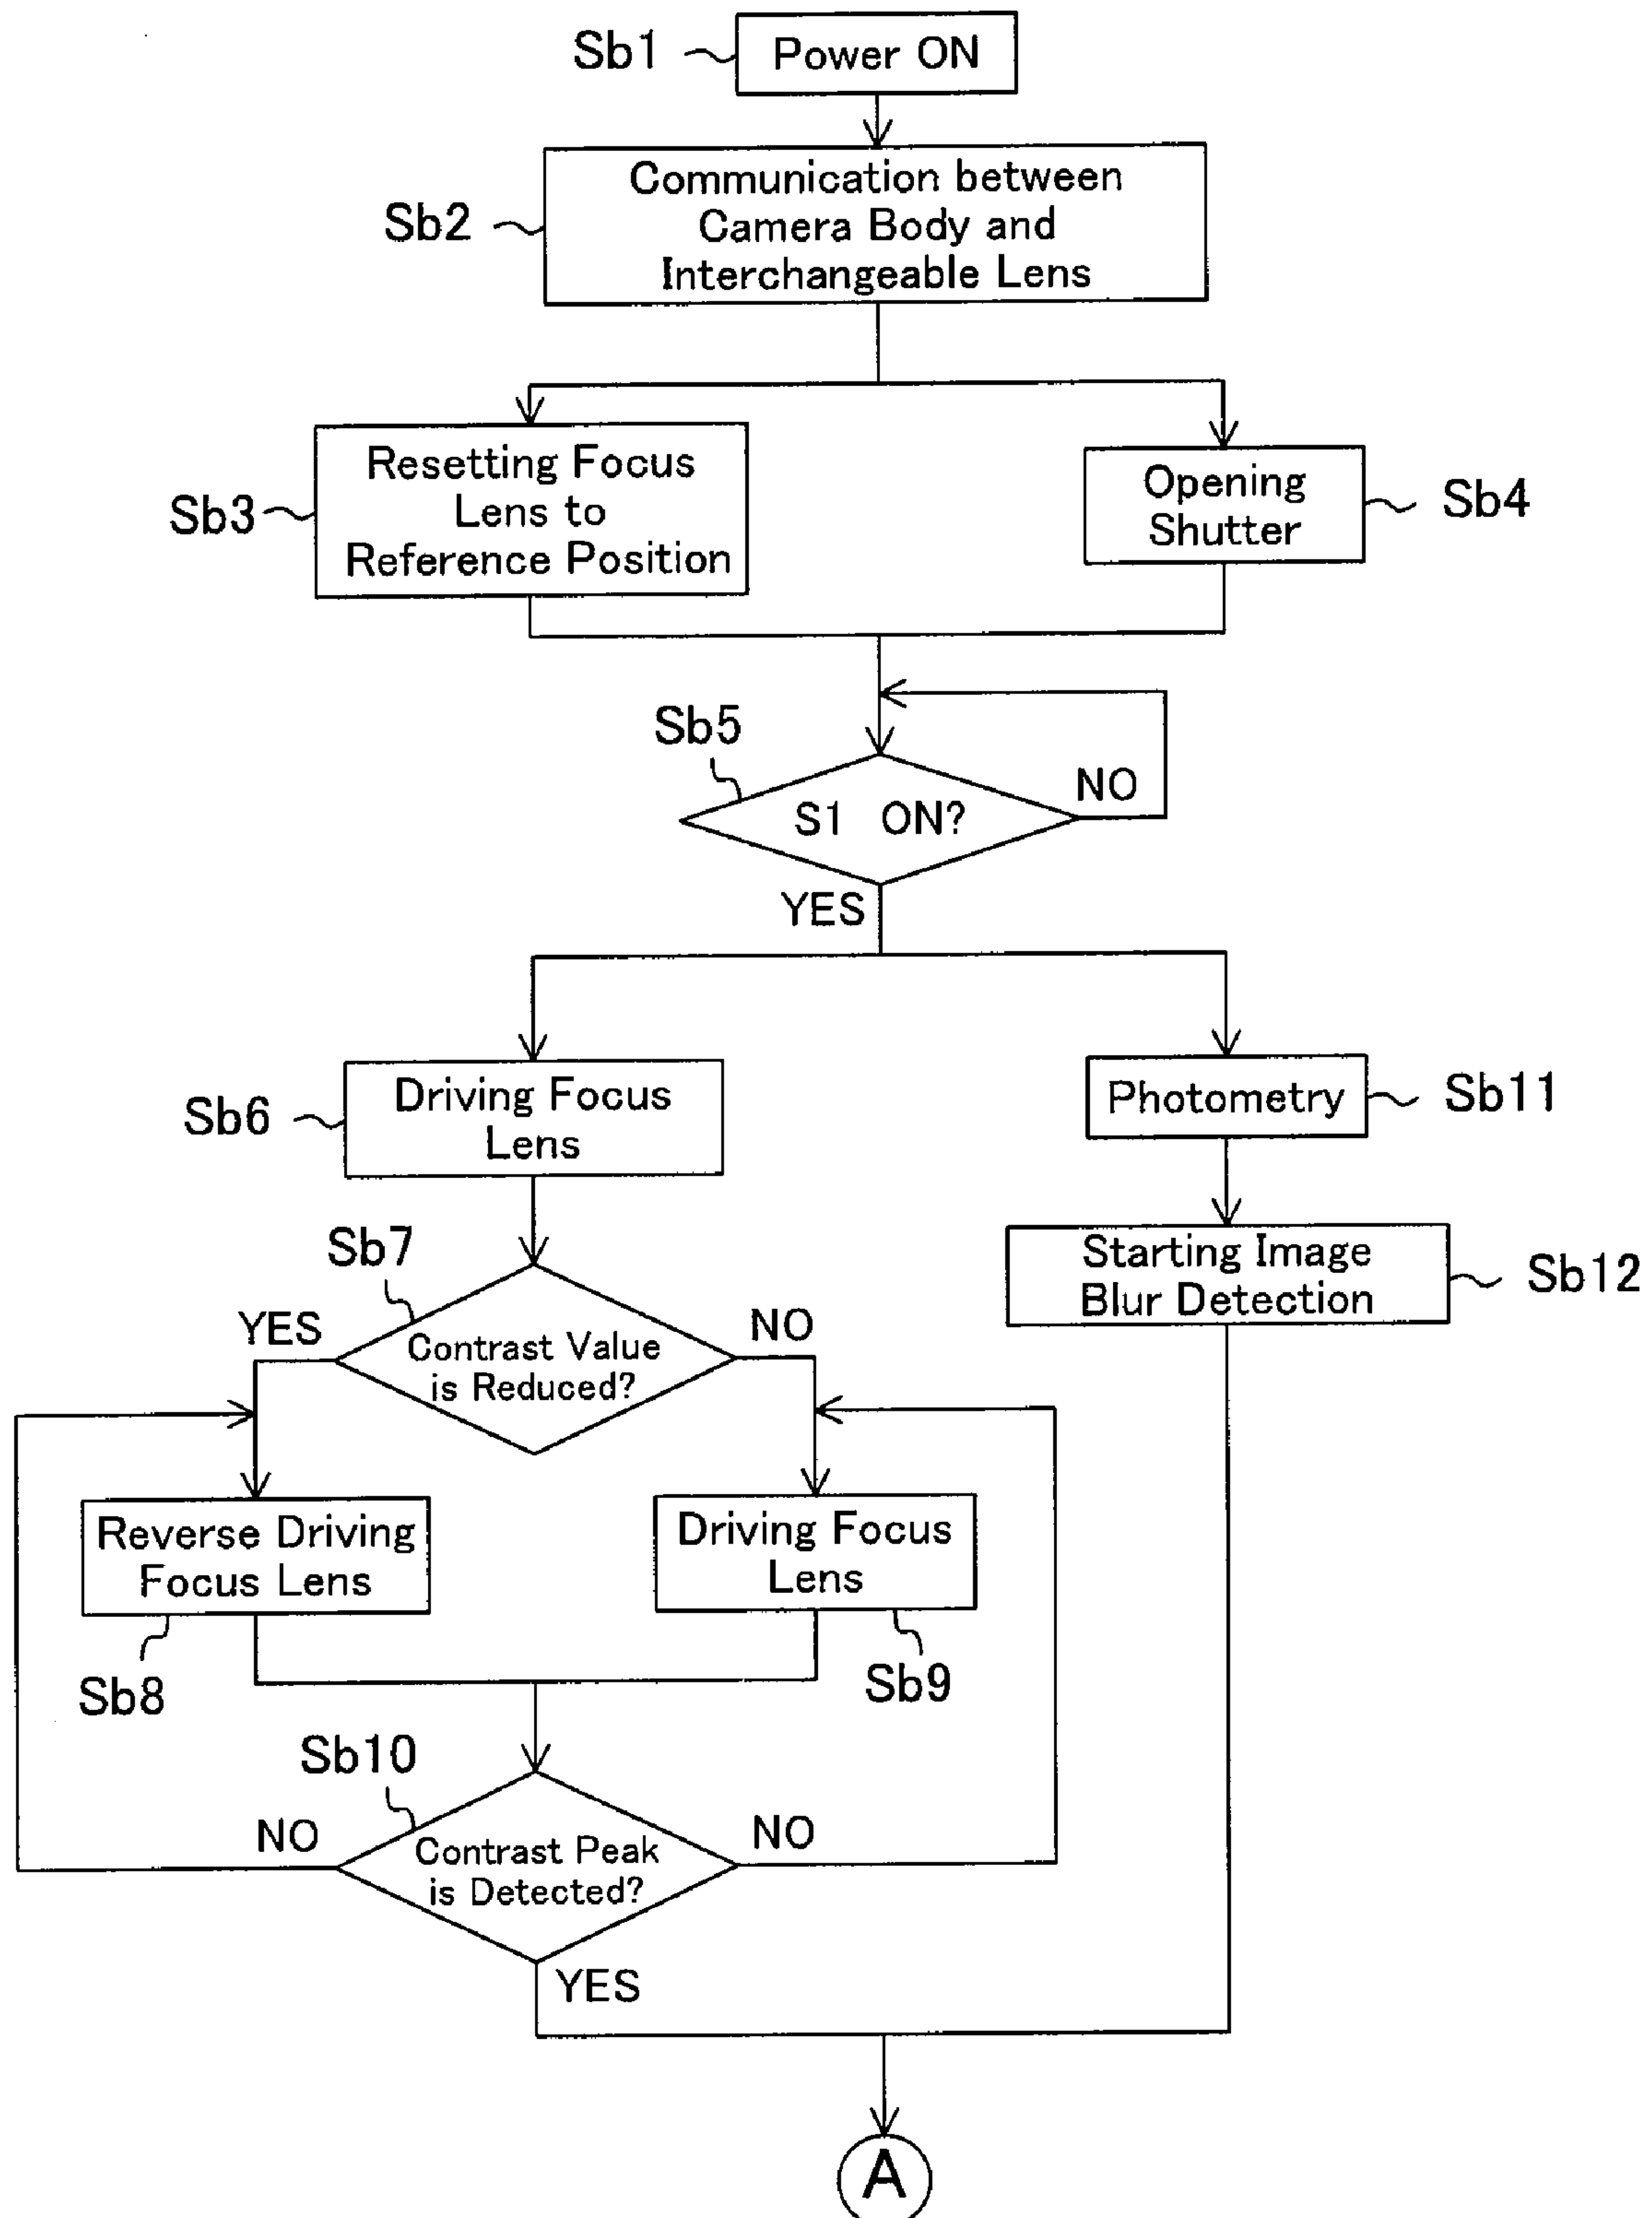 Sb1
Power ON
Sb2
Communication between
Camera Body and
Interchangeable Lens
Sb3
Resetting Focus
Lens to
Reference Position
Opening
Shutter
Sb4
Sb5
S1 ON?
NO
YES
Sb6
Driving Focus
Lens
Photometry
Sb11
Sb7
Contrast Value
is Reduced?
YES
NO
Starting Image
Blur Detection
Sb12
Reverse Driving
Focus Lens
Sb8
Driving Focus
Lens
Sb9
Sb10
Contrast Peak
is Detected?
NO
NO
YES
A